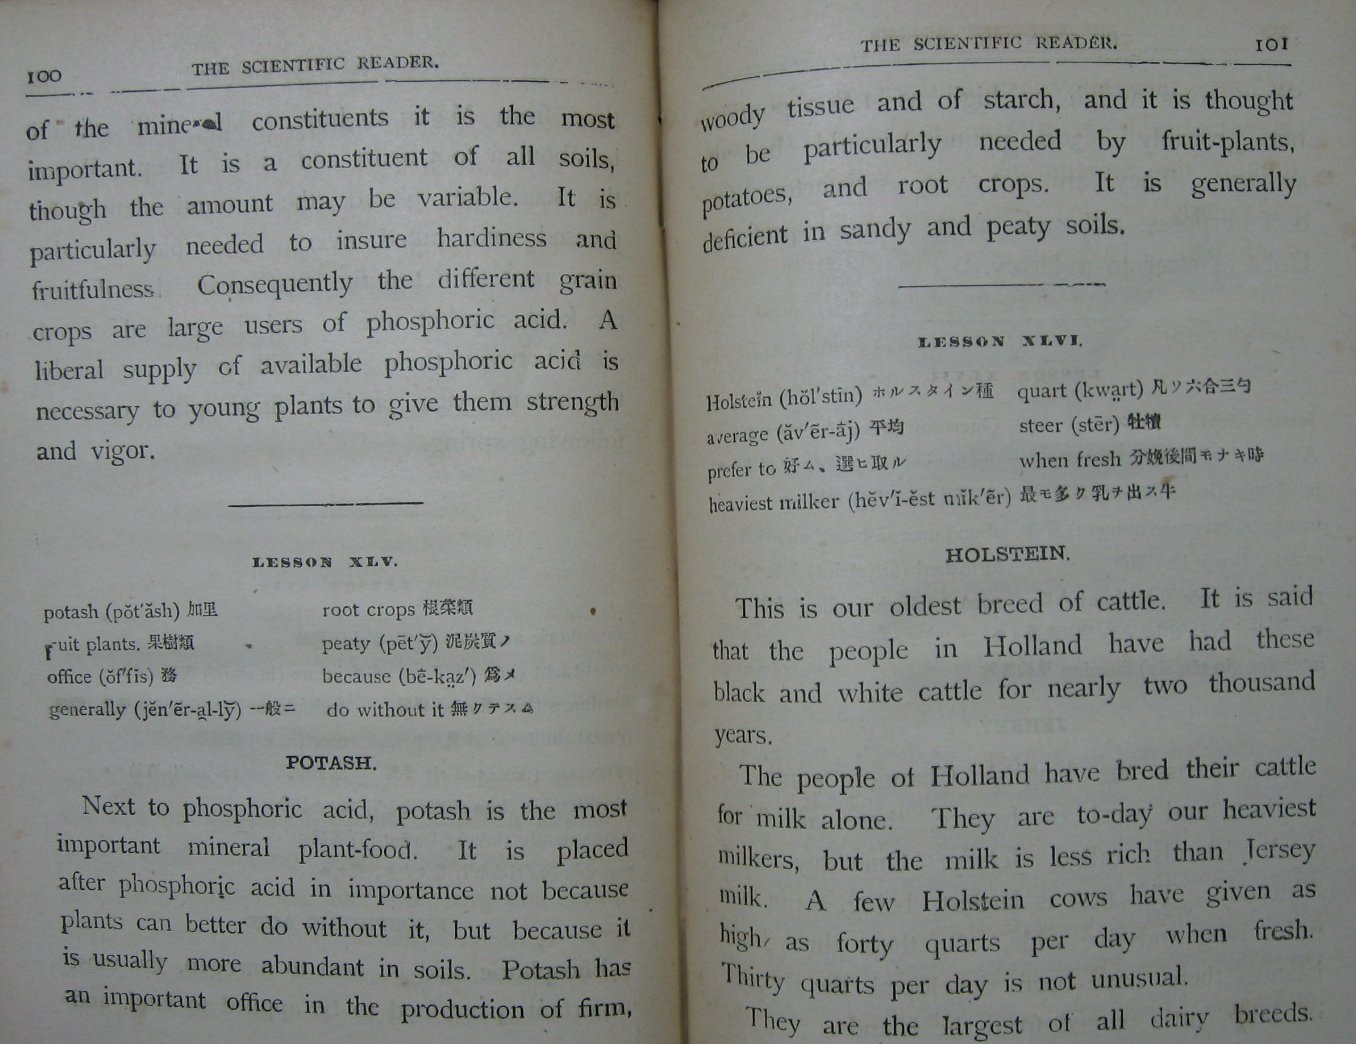 100
THE SCIENTIFIC READER.
of the mineral constituents it is the most
important. It is a constituent of all soils,
though the amount may be variable. It is
particularly needed to insure hardiness and
fruitfulness. Consequently the different grain
crops are large users of phosphoric acid. A
liberal supply of available phosphoric acid is
necessary to young plants to give them strength
and vigor.
LESSON XLV.
potash (pŏt′ăsh) 加里 root crops 根菜類
fruit plants. 果樹類 peaty (pēt′y̆) 泥炭質ノ
office (ŏf′fĭs) 務 because (bē-ka̤z′) 爲メ
generally (jĕn′ẽr-a̤l-ly̆) 一般ニ do without it 無クテスム
POTASH.
Next to phosphoric acid, potash is the most
important mineral plant-food. It is placed
after phosphoric acid in importance not because
plants can better do without it, but because it
is usually more abundant in soils. Potash has
an important office in the production of firm,
THE SCIENTIFIC READER.
101
woody tissue and of starch, and it is thought
to be particularly needed by fruit-plants,
potatoes, and root crops. It is generally
deficient in sandy and peaty soils.
LESSON XLVI.
Holstein (hŏl′stīn) ホルスタイン種 quart (kwa̤rt) 凡ソ六合三勺
average (ăv′ẽr-āj) 平均 steer (stēr) 牡犢
prefer to 好ム、選ヒ取ル when fresh 分娩後間モナキ時
heaviest milker (hĕv′ĭ-ĕst mĭk′ẽr) 最モ多ク乳ヲ出ス牛
HOLSTEIN.
This is our oldest breed of cattle. It is said
that the people in Holland have had these
black and white cattle for nearly two thousand
years.
The people of Holland have bred their cattle
for milk alone. They are to-day our heaviest
milkers, but the milk is less rich than Jersey
milk. A few Holstein cows have given as
high, as forty quarts per day when fresh.
Thirty quarts per day is not unusual.
They are the largest of all dairy breeds.